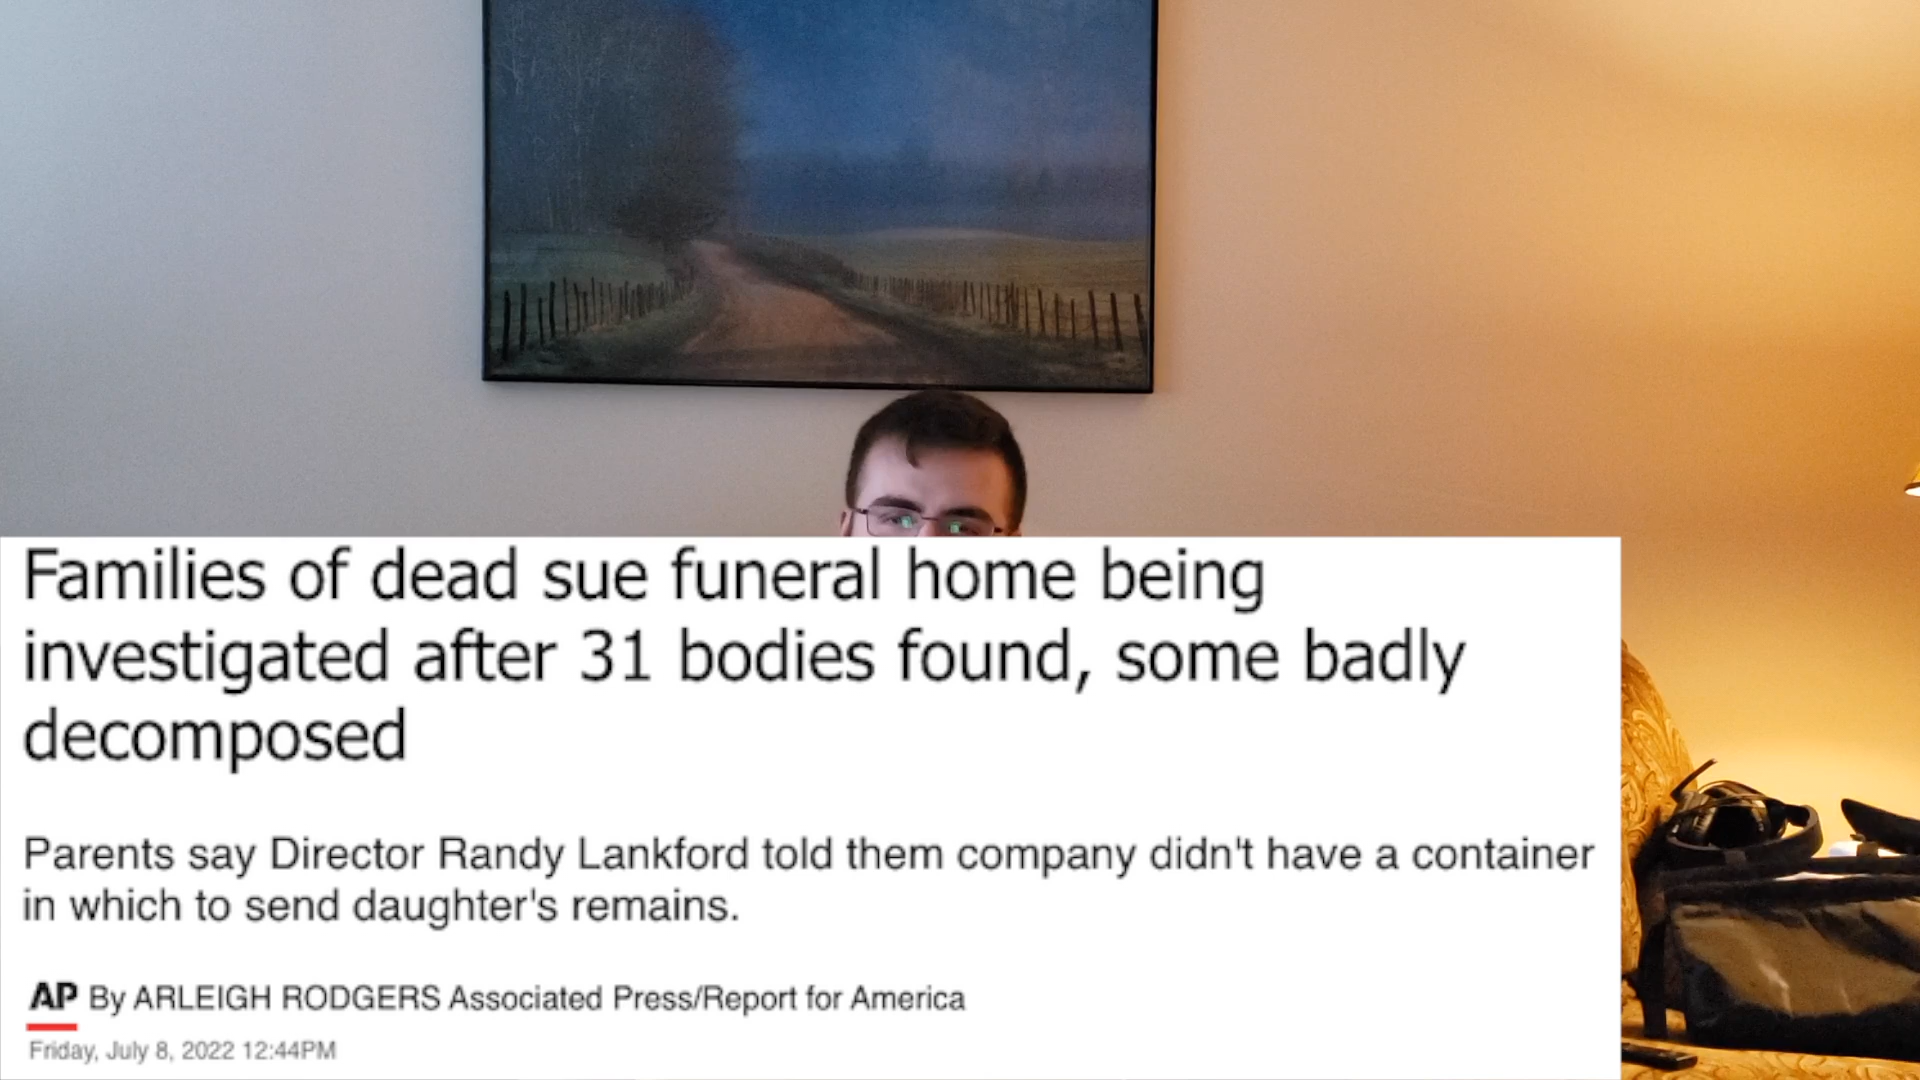 Families of dead sue funeral home being
investigated after 31 bodies found, some badly
decomposed
Parents say Director Randy Lankford told them company didn't have a container
in which to send daughter's remains.
AP By ARLEIGH RODGERS Associated Press/Report for America
Friday, July 8, 2022 12:44PM